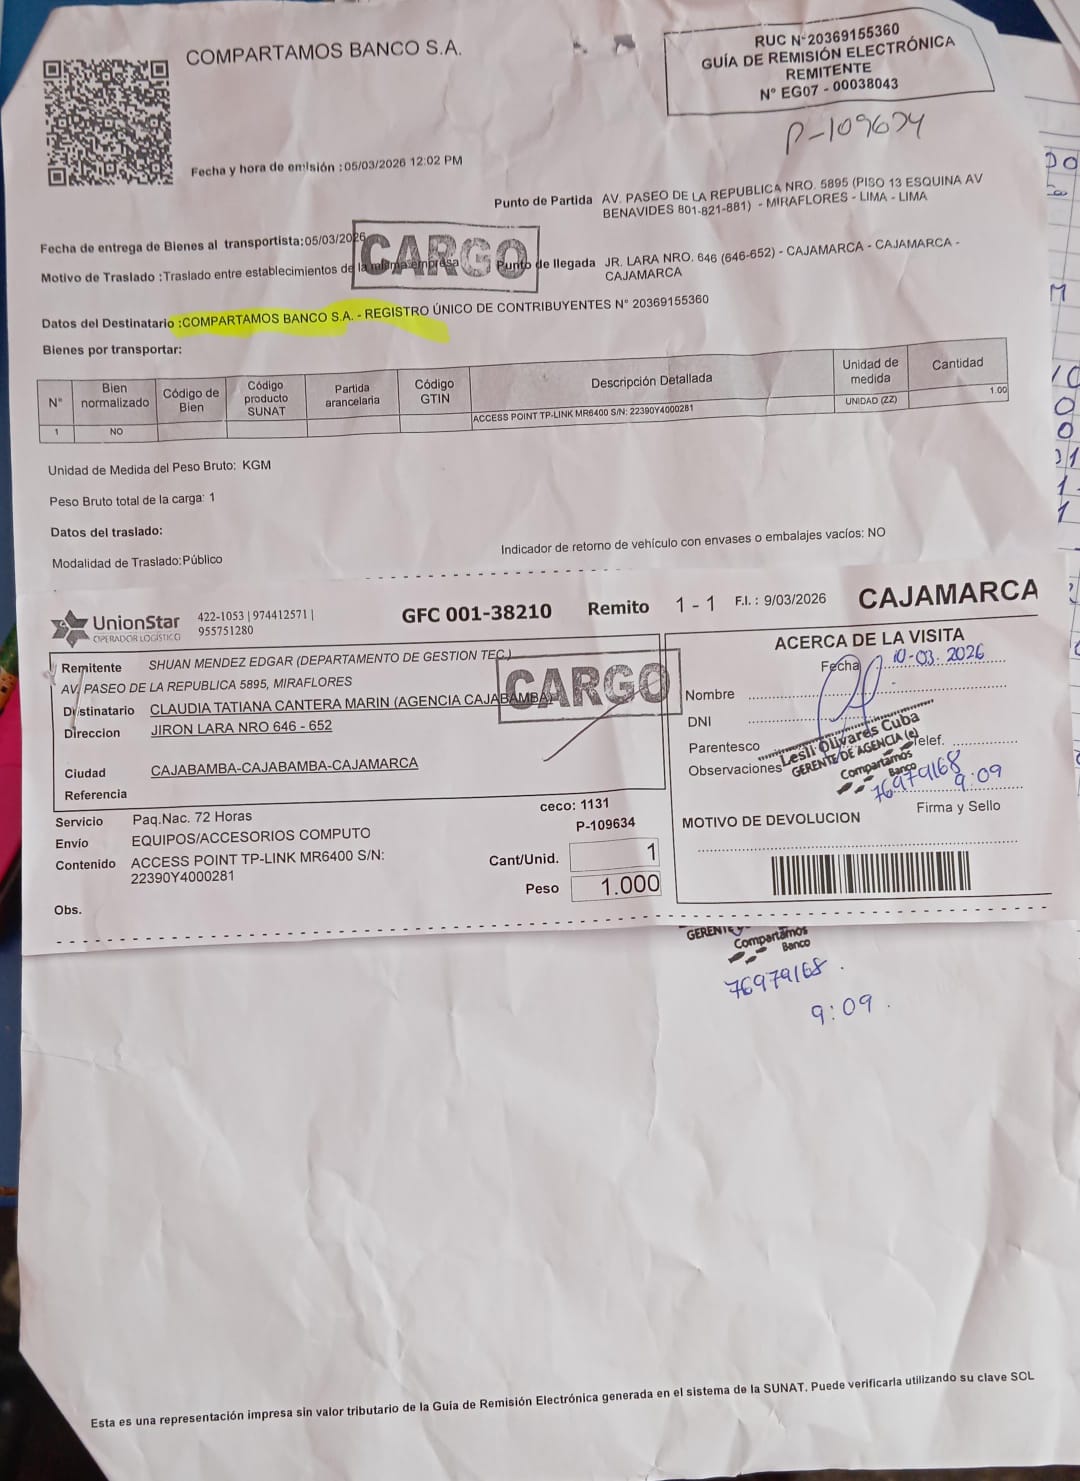 COMPARTAMOS BANCO S.A.
RUC N°20369155360
GUÍA DE REMISIÓN ELECTRÓNICA
REMITENTE
N° EG07 - 00038043
P-109634
Fecha y hora de emisión :05/03/2026 12:02 PM
Punto de Partida AV. PASEO DE LA REPUBLICA NRO. 5895 (PISO 13 ESQUINA AV
BENAVIDES 801-821-881) - MIRAFLORES - LIMA - LIMA
Fecha de entrega de Bienes al transportista:05/03/2026
CARGO
Motivo de Traslado :Traslado entre establecimientos de la misma empresa
Punto de llegada JR. LARA NRO. 646 (646-652) - CAJAMARCA - CAJAMARCA -
CAJAMARCA
Datos del Destinatario :COMPARTAMOS BANCO S.A. - REGISTRO ÚNICO DE CONTRIBUYENTES N° 20369155360
Bienes por transportar:
N° Bien normalizado Código de Bien Código producto SUNAT Partida arancelaria Código GTIN Descripción Detallada Unidad de medida Cantidad
1 NO ACCESS POINT TP-LINK MR6400 S/N: 22390Y4000281 UNIDAD (ZZ) 1.00
Unidad de Medida del Peso Bruto: KGM
Peso Bruto total de la carga: 1
Datos del traslado:
Modalidad de Traslado:Público
Indicador de retorno de vehículo con envases o embalajes vacíos: NO
UnionStar
OPERADOR LOGÍSTICO
422-1053 | 974412571 |
955751280
GFC 001-38210
Remito 1 - 1
F.I. : 9/03/2026
CAJAMARCA
Remitente SHUAN MENDEZ EDGAR (DEPARTAMENTO DE GESTION TEC.)
AV. PASEO DE LA REPUBLICA 5895, MIRAFLORES
Distinatario CLAUDIA TATIANA CANTERA MARIN (AGENCIA CAJABAMBA)
Direccion JIRON LARA NRO 646 - 652
CARGO
Ciudad CAJABAMBA-CAJABAMBA-CAJAMARCA
Referencia
Servicio Paq.Nac. 72 Horas
Envío EQUIPOS/ACCESORIOS COMPUTO
Contenido ACCESS POINT TP-LINK MR6400 S/N:
22390Y4000281
Obs.
ceco: 1131
P-109634
Cant/Unid. 1
Peso 1.000
ACERCA DE LA VISITA
Fecha 10-03.2026
Nombre
DNI
Parentesco
Telef.
Observaciones
Lesli Olivares Cuba
GERENTE DE AGENCIA (e)
Compartamos
Banco
76979168
9:09
Firma y Sello
MOTIVO DE DEVOLUCION
Compartamos
Banco
76979168.
9:09.
Esta es una representación impresa sin valor tributario de la Guía de Remisión Electrónica generada en el sistema de la SUNAT. Puede verificarla utilizando su clave SOL